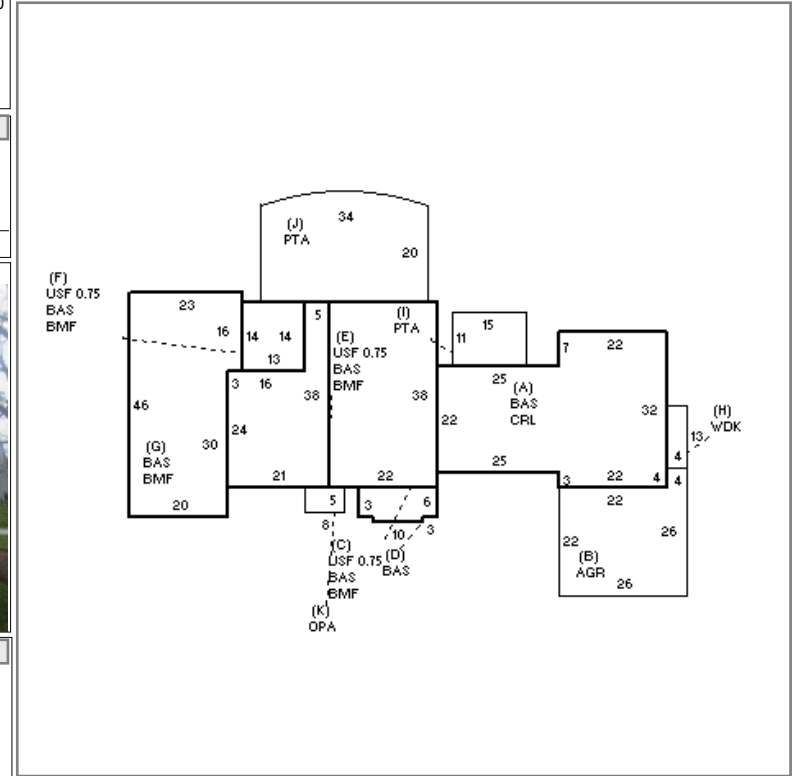 34
(J)
PTA
20
(F)
USF 0.75
BAS
BMF
23
16
14
14
13
5
(E)
USF 0.75
BAS
BMF
(I)
PTA
15
11
7
22
3
16
38
38
25
(A)
BAS
CRL
22
32
(H)
WDK
13
46
24
30
(G)
BAS
BMF
21
22
25
4
3
22
4
4
20
5
3
6
22
8
10
3
22
26
(C)
USF 0.75
BAS
BMF
(D)
BAS
(B)
AGR
26
(K)
OPA